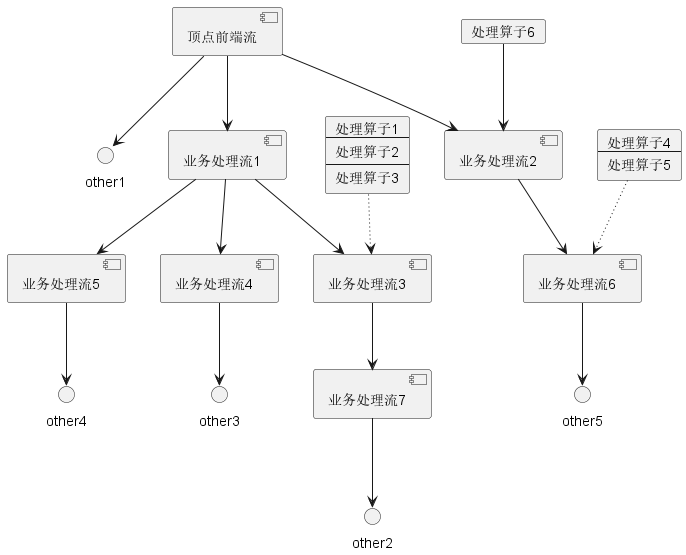 顶点前端流
处理算子6
处理算子1
处理算子2
处理算子3
处理算子4
处理算子5
other1
业务处理流1
业务处理流2
业务处理流5
业务处理流4
业务处理流3
业务处理流6
other4
other3
业务处理流7
other5
other2